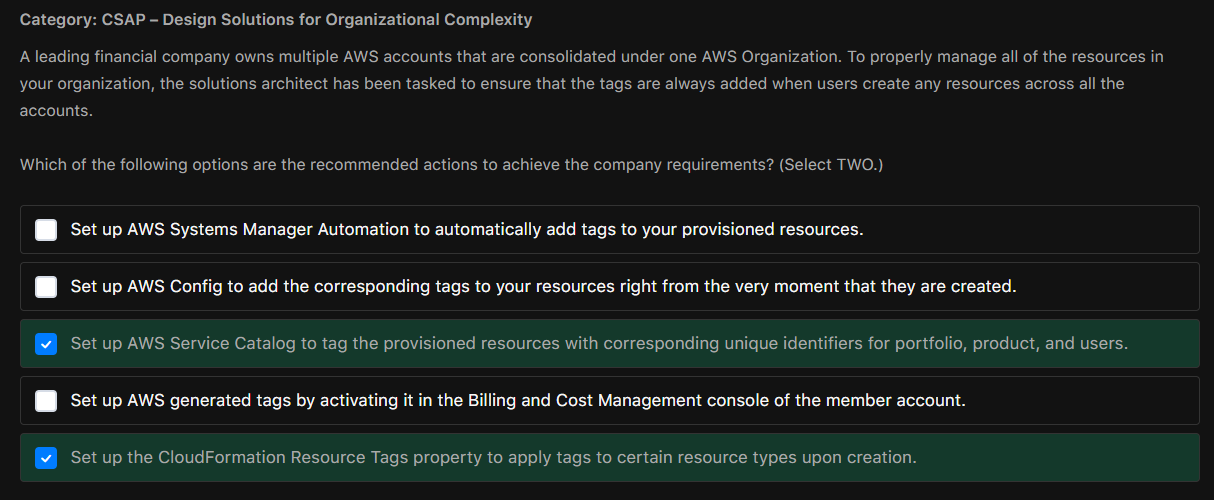 Category: CSAP – Design Solutions for Organizational Complexity
A leading financial company owns multiple AWS accounts that are consolidated under one AWS Organization. To properly manage all of the resources in
your organization, the solutions architect has been tasked to ensure that the tags are always added when users create any resources across all the
accounts.
Which of the following options are the recommended actions to achieve the company requirements? (Select TWO.)
Set up AWS Systems Manager Automation to automatically add tags to your provisioned resources.
Set up AWS Config to add the corresponding tags to your resources right from the very moment that they are created.
Set up AWS Service Catalog to tag the provisioned resources with corresponding unique identifiers for portfolio, product, and users.
Set up AWS generated tags by activating it in the Billing and Cost Management console of the member account.
Set up the CloudFormation Resource Tags property to apply tags to certain resource types upon creation.